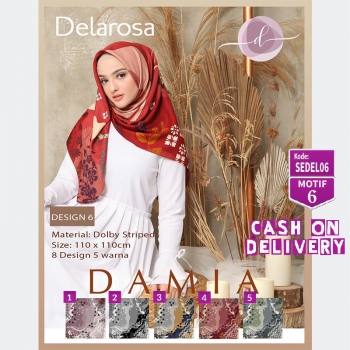 Delarosa
d
Kode:
SEDEL06
MOTIF
6
CASH ON
DELIVERY
DESIGN 6
Material: Dolby Striped
Size: 110 x 110cm
8 Design 5 warna
DAMIA
1 2 3 4 5